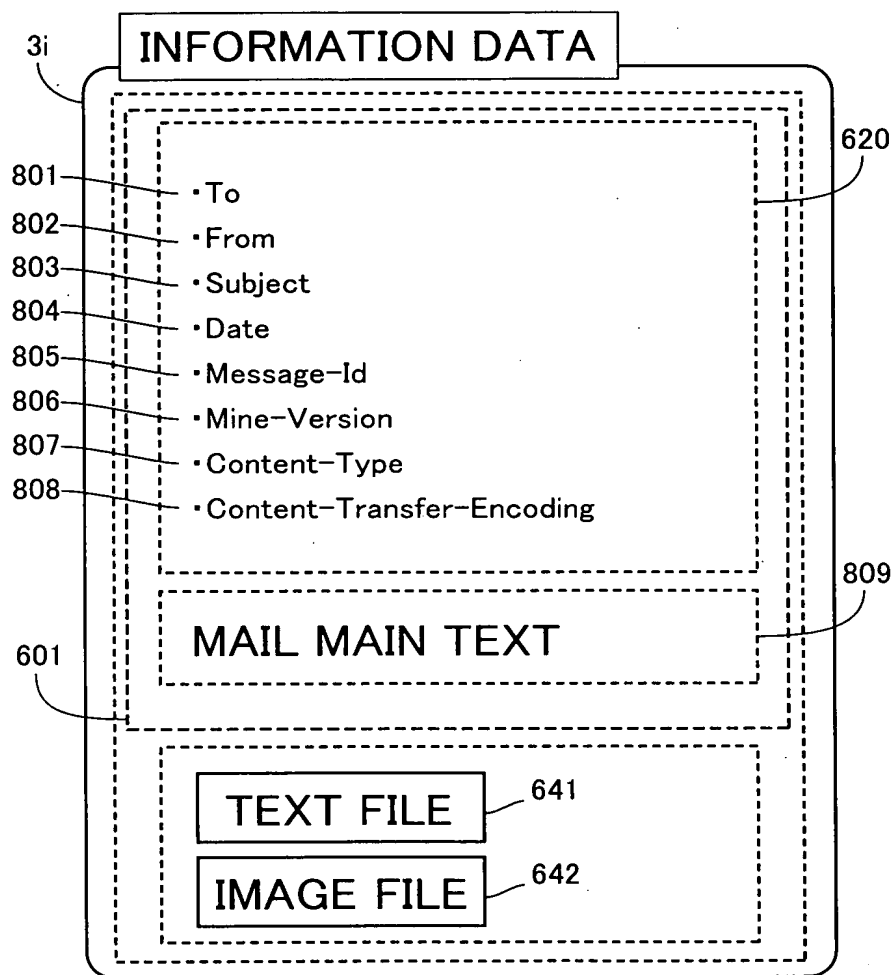 INFORMATION DATA
3i
620
801 ・To
802 ・From
803 ・Subject
804 ・Date
805 ・Message-Id
806 ・Mine-Version
807 ・Content-Type
808 ・Content-Transfer-Encoding
809
MAIL MAIN TEXT
601
TEXT FILE 641
IMAGE FILE 642